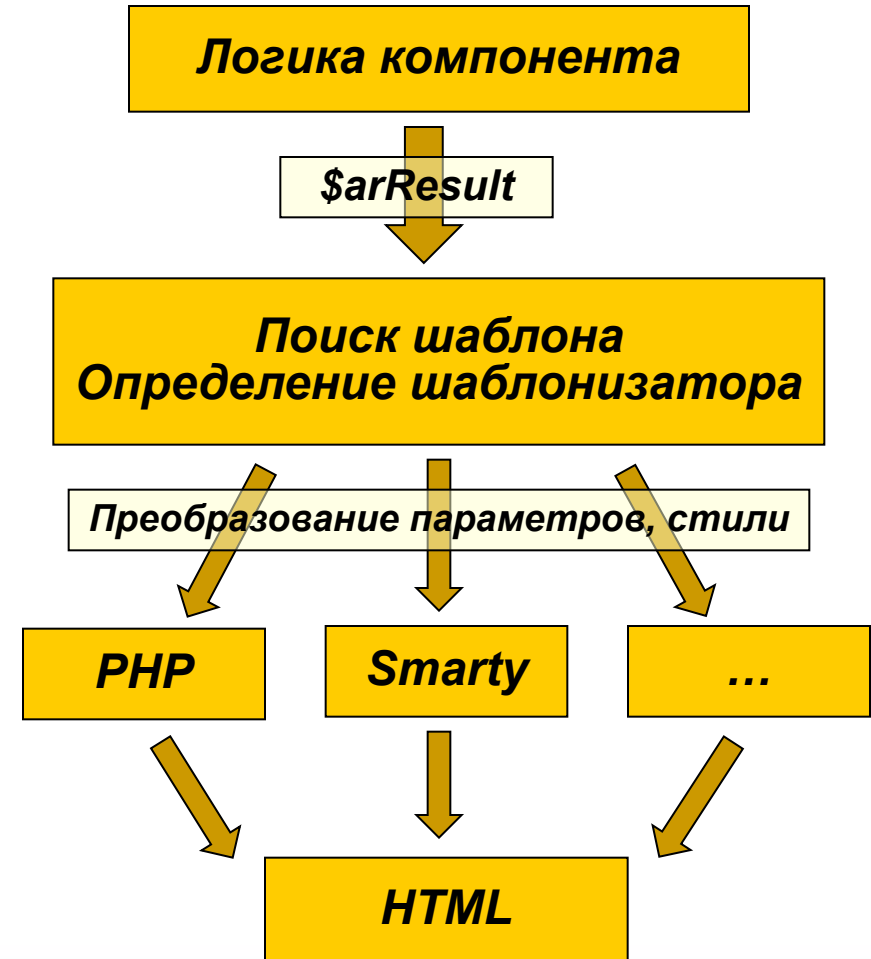 Логика компонента
$arResult
Поиск шаблона
Определение шаблонизатора
Преобразование параметров, стили
PHP
Smarty
...
HTML